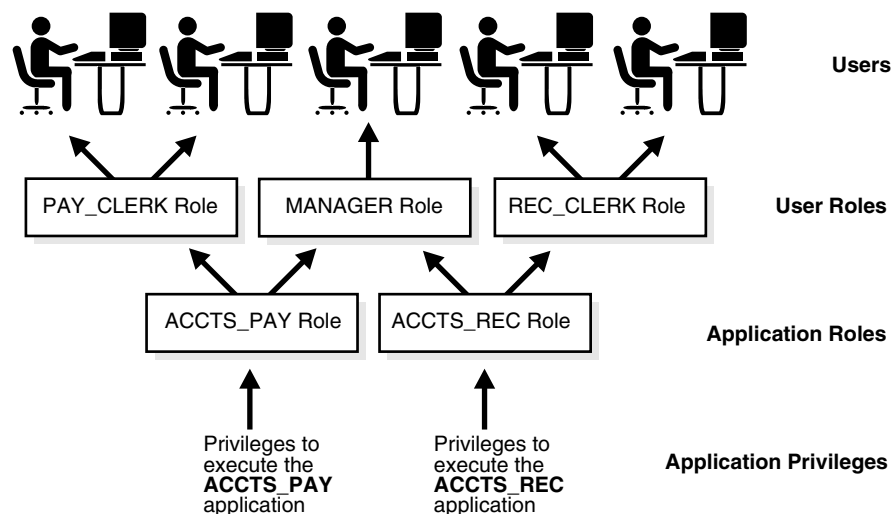 Users
PAY_CLERK Role
MANAGER Role
REC_CLERK Role
User Roles
ACCTS_PAY Role
ACCTS_REC Role
Application Roles
Privileges to
execute the
ACCTS_PAY
application
Privileges to
execute the
ACCTS_REC
application
Application Privileges